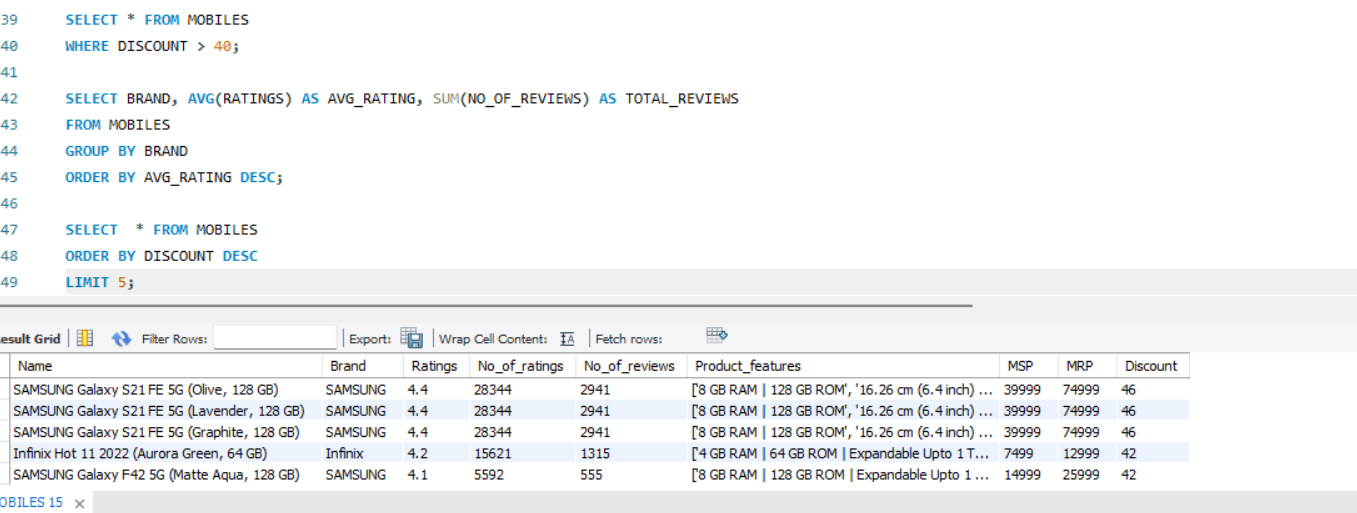 39 SELECT * FROM MOBILES
40 WHERE DISCOUNT > 40;
41
42 SELECT BRAND, AVG(RATINGS) AS AVG_RATING, SUM(NO_OF_REVIEWS) AS TOTAL_REVIEWS
43 FROM MOBILES
44 GROUP BY BRAND
45 ORDER BY AVG_RATING DESC;
46
47 SELECT  * FROM MOBILES
48 ORDER BY DISCOUNT DESC
49 LIMIT 5;
esult Grid Filter Rows: Export: Wrap Cell Content: Fetch rows:
Name Brand Ratings No_of_ratings No_of_reviews Product_features MSP MRP Discount
SAMSUNG Galaxy S21 FE 5G (Olive, 128 GB) SAMSUNG 4.4 28344 2941 ['8 GB RAM | 128 GB ROM', '16.26 cm (6.4 inch) ... 39999 74999 46
SAMSUNG Galaxy S21 FE 5G (Lavender, 128 GB) SAMSUNG 4.4 28344 2941 ['8 GB RAM | 128 GB ROM', '16.26 cm (6.4 inch) ... 39999 74999 46
SAMSUNG Galaxy S21 FE 5G (Graphite, 128 GB) SAMSUNG 4.4 28344 2941 ['8 GB RAM | 128 GB ROM', '16.26 cm (6.4 inch) ... 39999 74999 46
Infinix Hot 11 2022 (Aurora Green, 64 GB) Infinix 4.2 15621 1315 ['4 GB RAM | 64 GB ROM | Expandable Upto 1 T... 7499 12999 42
SAMSUNG Galaxy F42 5G (Matte Aqua, 128 GB) SAMSUNG 4.1 5592 555 ['8 GB RAM | 128 GB ROM | Expandable Upto 1 ... 14999 25999 42
OBILES 15